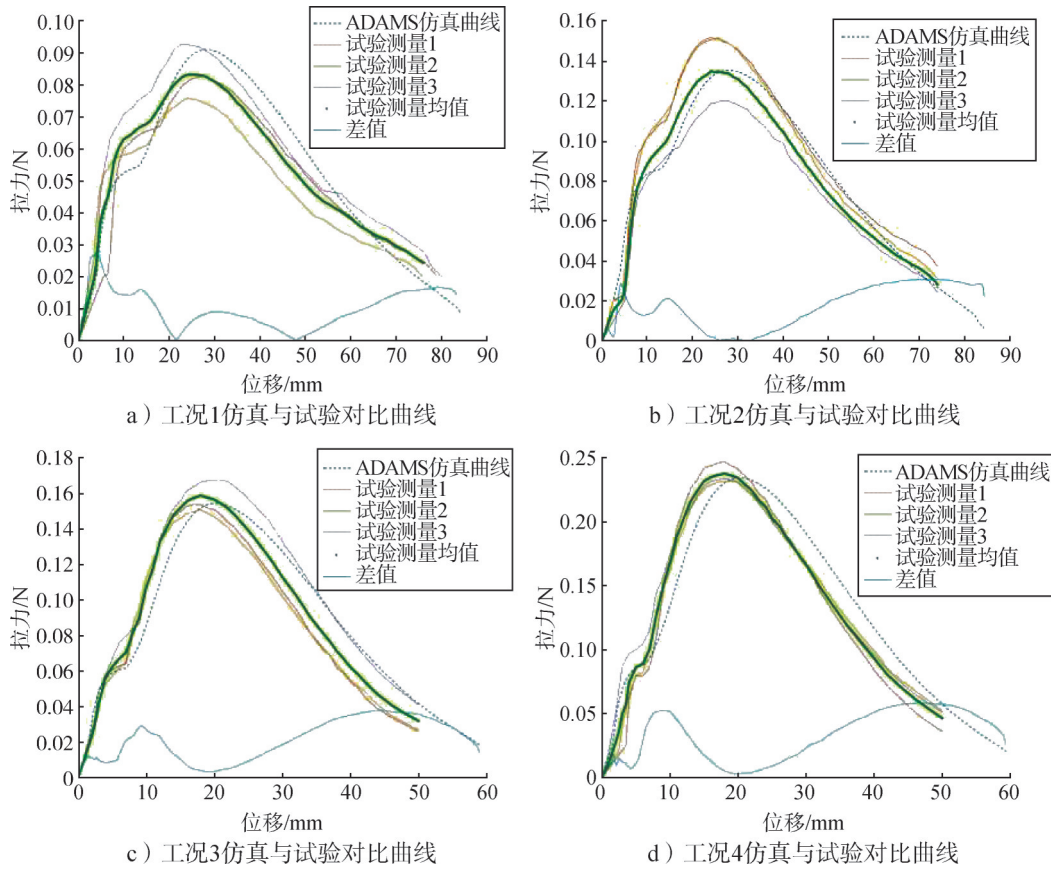 0.10
0.09
0.08
0.07
0.06
0.05
0.04
0.03
0.02
0.01
0
拉力/N
ADAMS仿真曲线
试验测量1
试验测量2
试验测量3
试验测量均值
差值
0 10 20 30 40 50 60 70 80 90
位移/mm
a）工况1仿真与试验对比曲线
0.16
0.14
0.12
0.10
0.08
0.06
0.04
0.02
0
拉力/N
ADAMS仿真曲线
试验测量1
试验测量2
试验测量3
试验测量均值
差值
0 10 20 30 40 50 60 70 80 90
位移/mm
b）工况2仿真与试验对比曲线
0.18
0.16
0.14
0.12
0.10
0.08
0.06
0.04
0.02
0
拉力/N
ADAMS仿真曲线
试验测量1
试验测量2
试验测量3
试验测量均值
差值
0 10 20 30 40 50 60
位移/mm
c）工况3仿真与试验对比曲线
0.25
0.20
0.15
0.10
0.05
0
拉力/N
ADAMS仿真曲线
试验测量1
试验测量2
试验测量3
试验测量均值
差值
0 10 20 30 40 50 60
位移/mm
d）工况4仿真与试验对比曲线